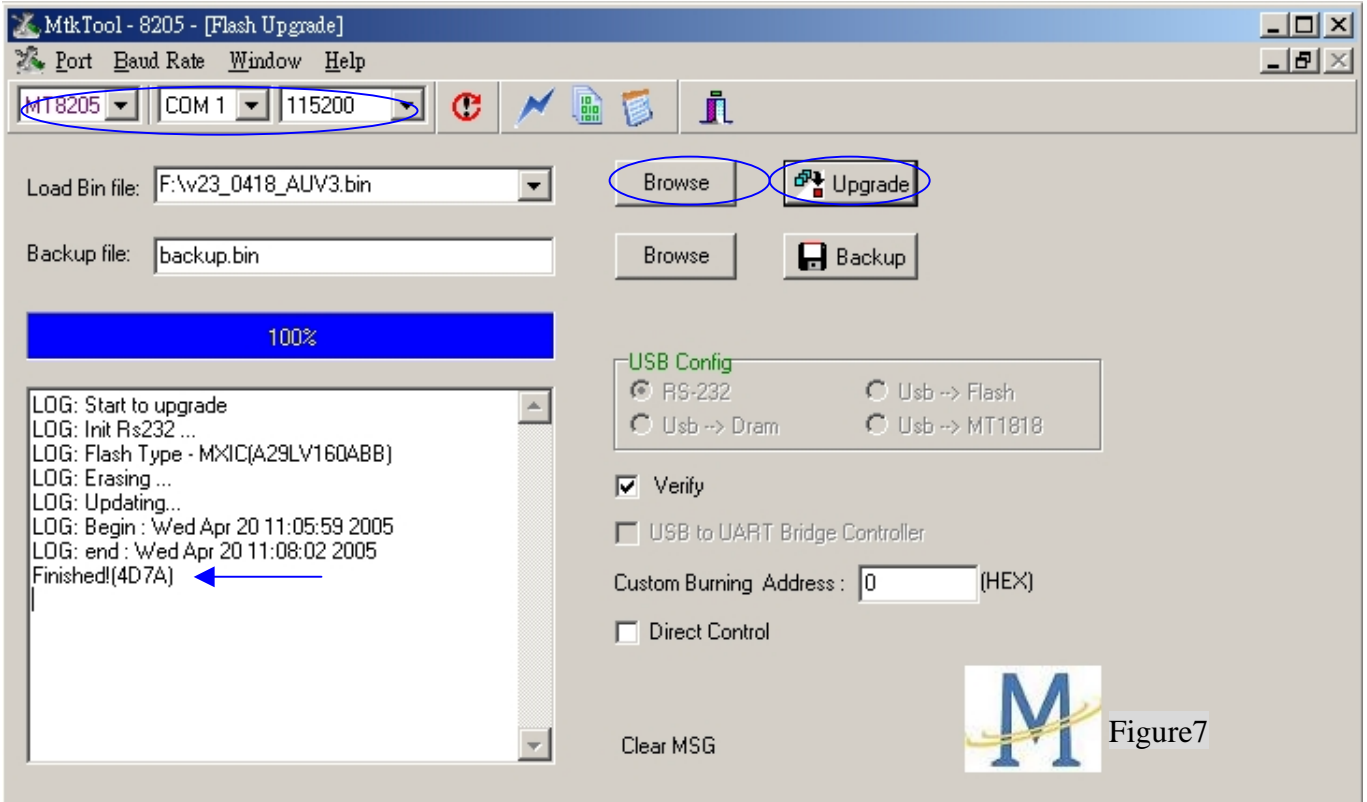 MtkTool - 8205 - [Flash Upgrade]
Port Baud Rate Window Help
MT8205 COM 1 115200
Load Bin file: F:\v23_0418_AUV3.bin Browse Upgrade
Backup file: backup.bin Browse Backup
100%
USB Config
RS-232 Usb --> Flash
Usb --> Dram Usb --> MT1818
LOG: Start to upgrade
LOG: Init Rs232 ...
LOG: Flash Type - MXIC(A29LV160ABB)
LOG: Erasing ...
LOG: Updating...
LOG: Begin : Wed Apr 20 11:05:59 2005
LOG: end : Wed Apr 20 11:08:02 2005
Finished!(4D7A)
Verify
USB to UART Bridge Controller
Custom Burning Address : 0 (HEX)
Direct Control
Clear MSG
M
Figure7